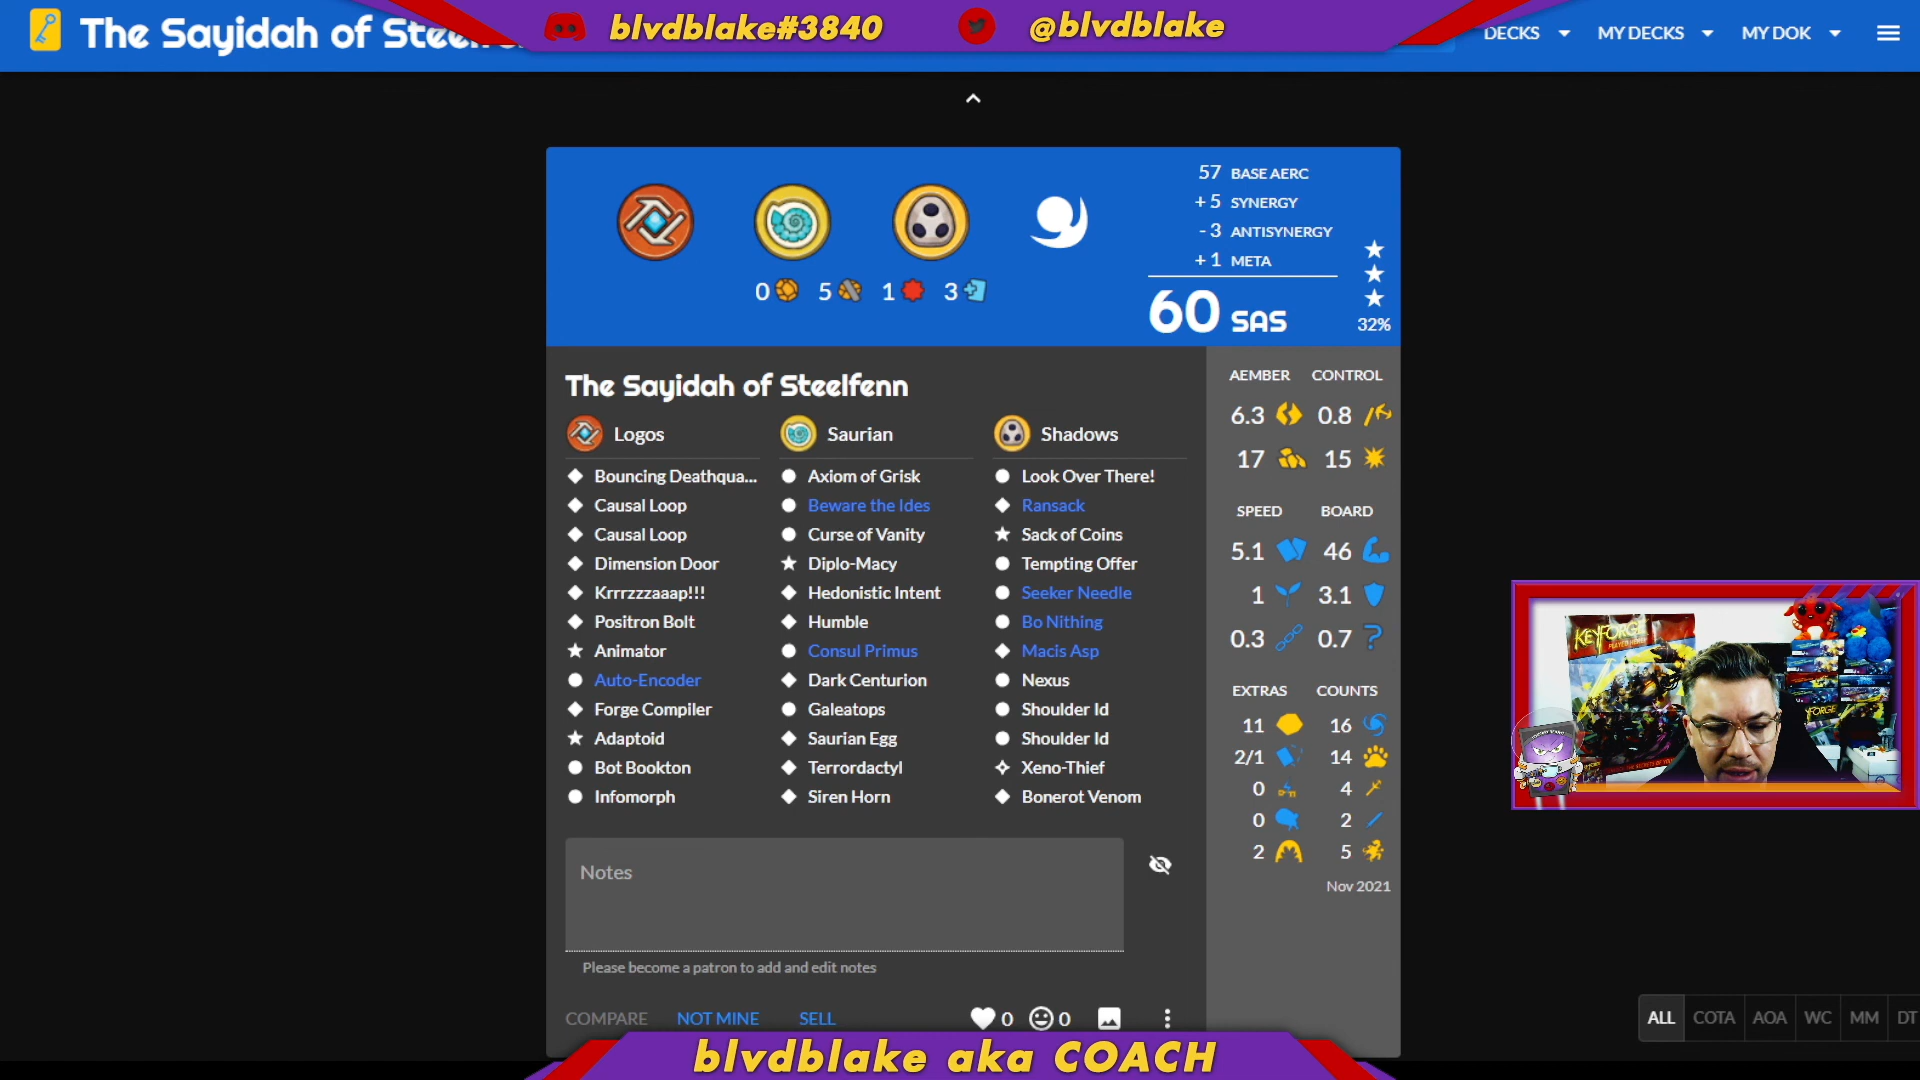 The Sayidah of Steelfen
blvdblake#3840
@blvdblake
DECKS
MY DECKS
MY DOK
57 BASE AERC
+ 5 SYNERGY
- 3 ANTISYNERGY
+ 1 META
60 SAS
32%
0 5 1 3
The Sayidah of Steelfenn
Logos
Bouncing Deathqua...
Causal Loop
Causal Loop
Dimension Door
Krrrzzzaaap!!!
Positron Bolt
Animator
Auto-Encoder
Forge Compiler
Adaptoid
Bot Bookton
Infomorph
Saurian
Axiom of Grisk
Beware the Ides
Curse of Vanity
Diplo-Macy
Hedonistic Intent
Humble
Consul Primus
Dark Centurion
Galeatops
Saurian Egg
Terrordactyl
Siren Horn
Shadows
Look Over There!
Ransack
Sack of Coins
Tempting Offer
Seeker Needle
Bo Nithing
Macis Asp
Nexus
Shoulder Id
Shoulder Id
Xeno-Thief
Bonerot Venom
AEMBER CONTROL
6.3 0.8
17 15
SPEED BOARD
5.1 46
1 3.1
0.3 0.7 ?
EXTRAS COUNTS
11 16
2/1 14
0 4
0 2
2 5
Nov 2021
Notes
Please become a patron to add and edit notes
COMPARE
NOT MINE
SELL
0
0
KEYFORGE
ALL
COTA
AOA
WC
MM
DT
blvdblake aka COACH